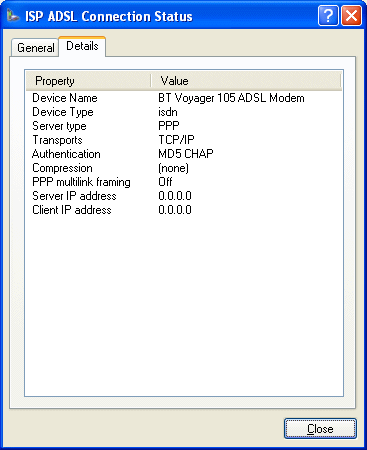 ISP ADSL Connection Status
General Details
Property Value
Device Name BT Voyager 105 ADSL Modem
Device Type isdn
Server type PPP
Transports TCP/IP
Authentication MD5 CHAP
Compression (none)
PPP multilink framing Off
Server IP address 0.0.0.0
Client IP address 0.0.0.0
Close